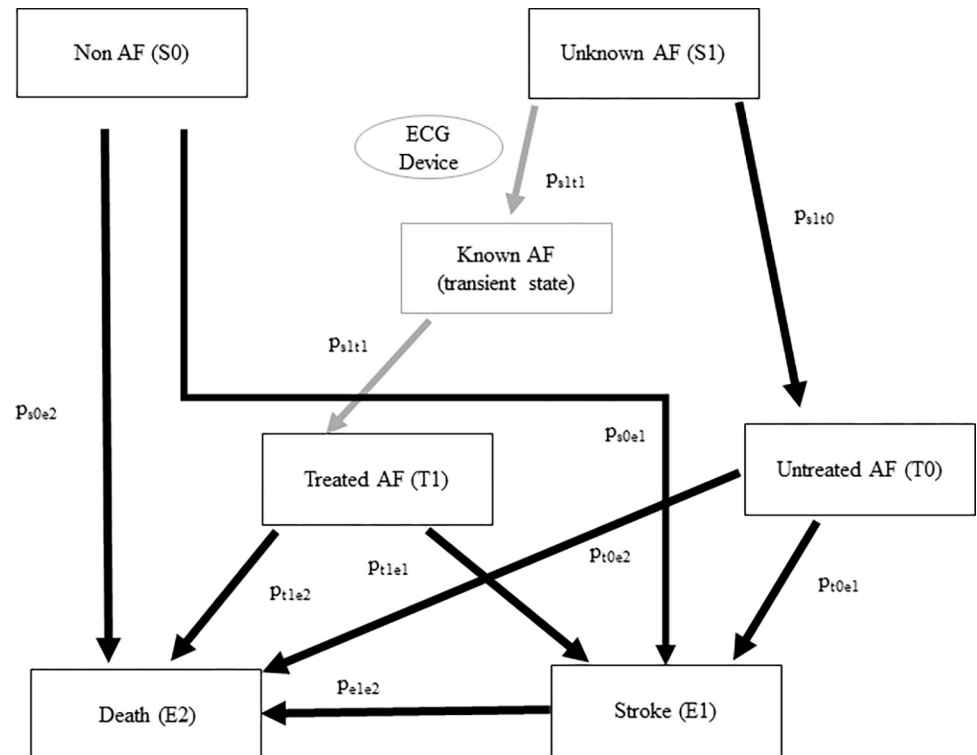 Non AF (S0)
Unknown AF (S1)
ECG
Device
ps1t1
ps1t0
Known AF
(transient state)
ps1t1
ps0e2
ps0e1
Treated AF (T1)
Untreated AF (T0)
pt1e2
pt1e1
pt0e2
pt0e1
pe1e2
Death (E2)
Stroke (E1)